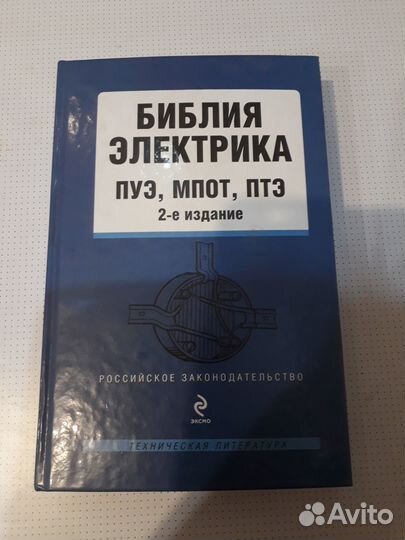 БИБЛИЯ
ЭЛЕКТРИКА
ПУЭ, МПОТ, ПТЭ
2-е издание
РОССИЙСКОЕ ЗАКОНОДАТЕЛЬСТВО
ЭКСМО
ТЕХНИЧЕСКАЯ ЛИТЕРАТУРА
Avito